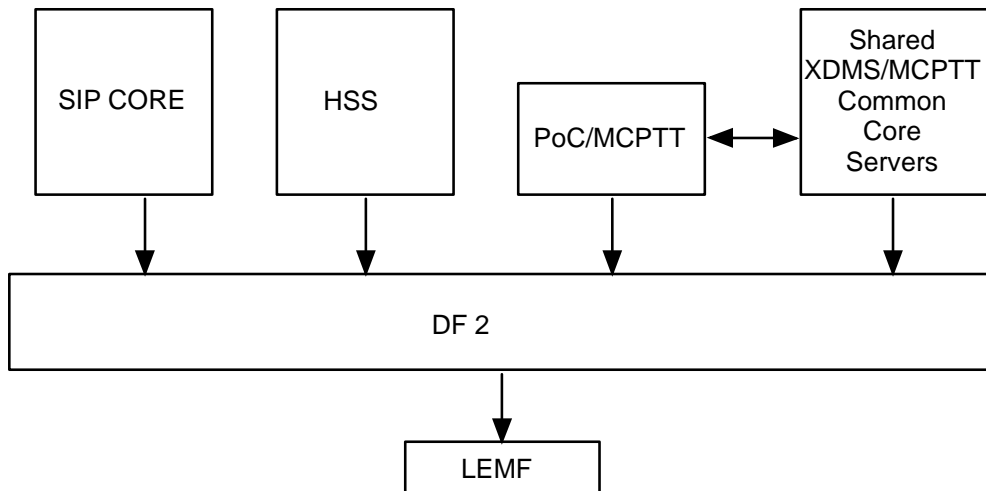 SIP CORE
HSS
PoC/MCPTT
Shared
XDMS/MCPTT
Common
Core
Servers
DF 2
LEMF